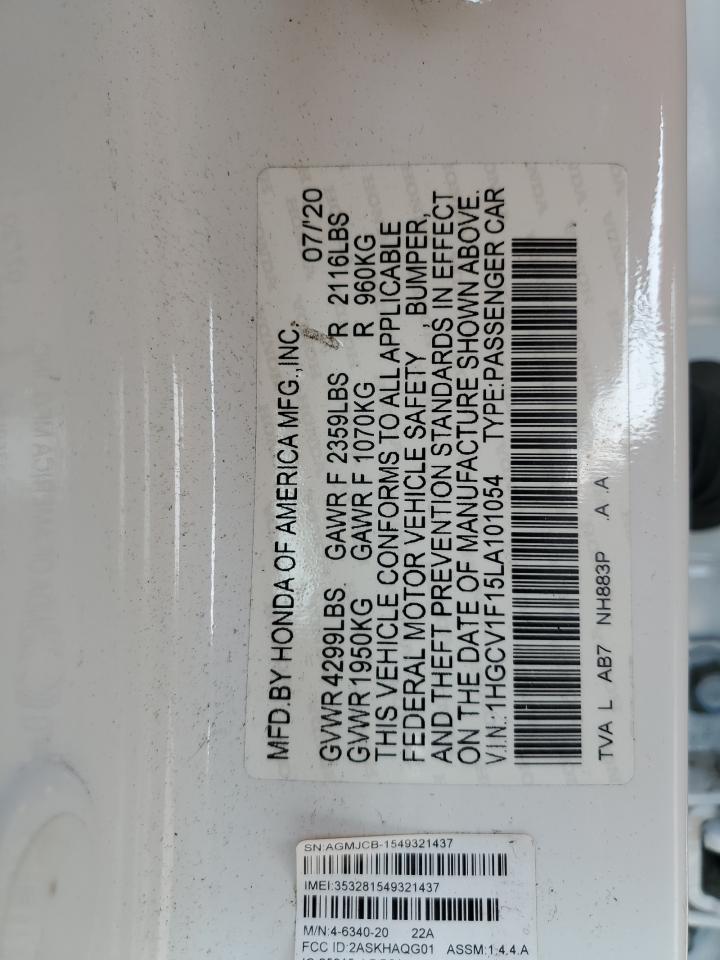 MFD.BY HONDA OF AMERICA MFG.,INC. 07/'20
GVWR 4299LBS GAWR F 2359LBS R 2116LBS
GVWR 1950KG GAWR F 1070KG R 960KG
THIS VEHICLE CONFORMS TO ALL APPLICABLE
FEDERAL MOTOR VEHICLE SAFETY , BUMPER,
AND THEFT PREVENTION STANDARDS IN EFFECT
ON THE DATE OF MANUFACTURE SHOWN ABOVE.
V.I.N.:1HGCV1F15LA101054 TYPE:PASSENGER CAR
TVA L AB7 NH883P .A .A
SN:AGMJCB-1549321437
IMEI:353281549321437
M/N:4-6340-20 22A
FCC ID:2ASKHAQG01 ASSM:1.4.4.A